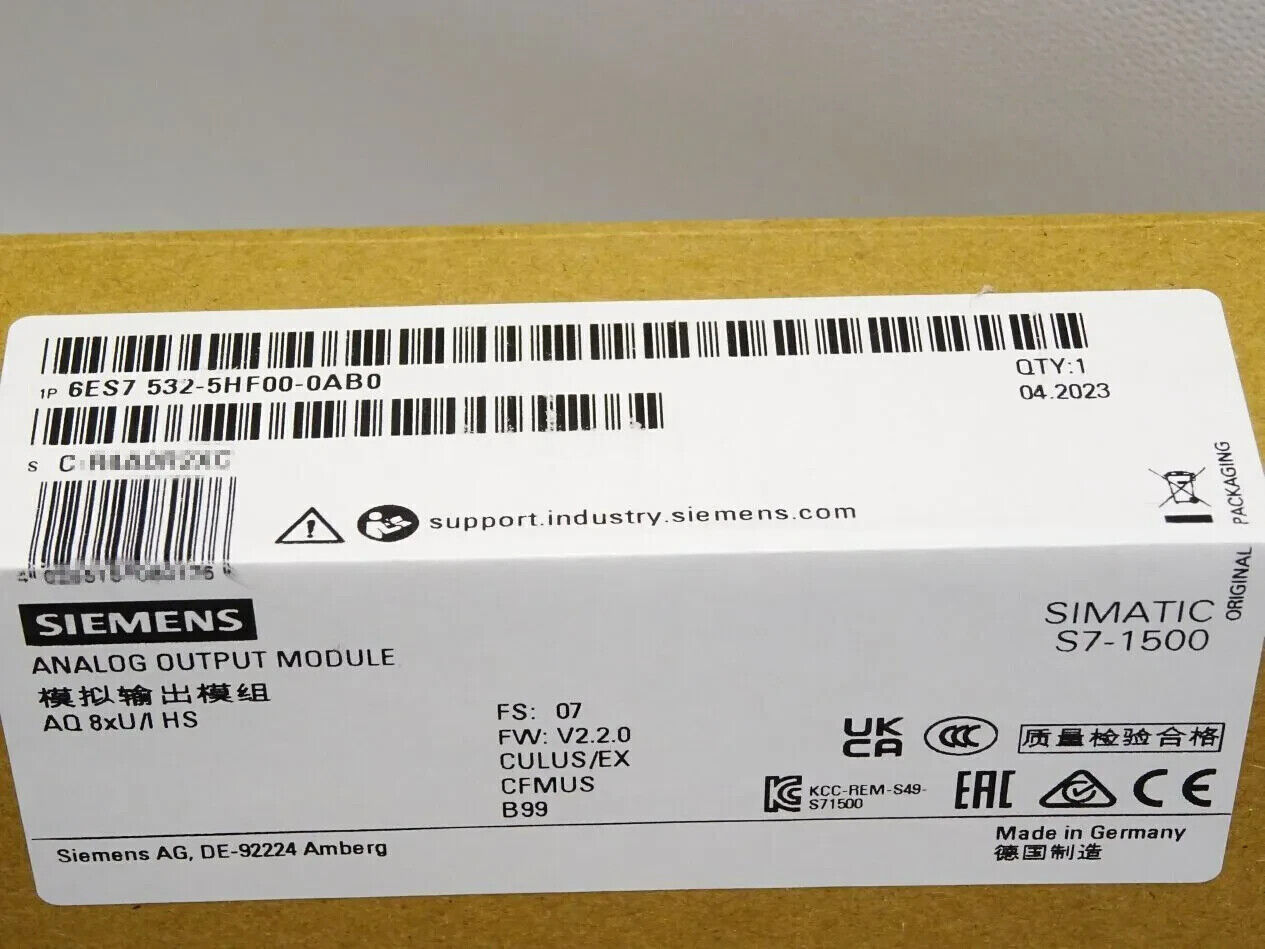 1P 6ES7 532-5HF00-0AB0
QTY:1
04.2023
S C
support.industry.siemens.com
ORIGINAL PACKAGING
SIEMENS
SIMATIC
S7-1500
ANALOG OUTPUT MODULE
模拟输出模组
AQ 8xU/I HS
FS: 07
FW: V2.2.0
CULUS/EX
CFMUS
B99
UK
CA
CCC
质量检验合格
KCC-REM-S49-
S71500
EAC
CE
Siemens AG, DE-92224 Amberg
Made in Germany
德国制造